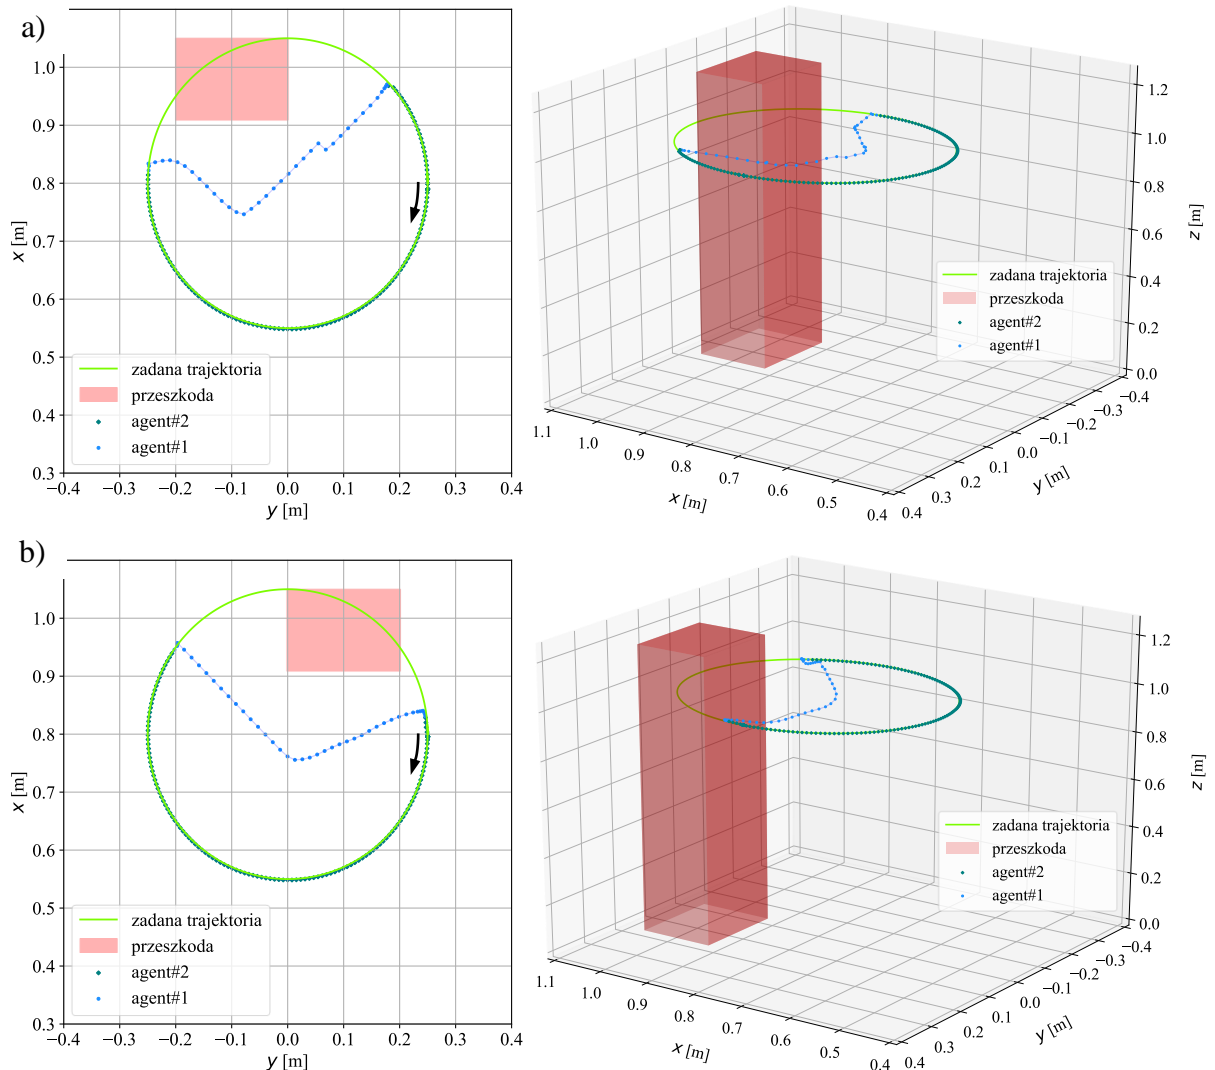 a)
1.0
0.9
0.8
0.7
0.6
0.5
0.4
0.3
x [m]
−0.4 −0.3 −0.2 −0.1 0.0 0.1 0.2 0.3 0.4
y [m]
zadana trajektoria
przeszkoda
agent#2
agent#1
1.2
1.0
0.8
0.6
0.4
0.2
0.0
z [m]
zadana trajektoria
przeszkoda
agent#2
agent#1
1.1 1.0 0.9 0.8 0.7 0.6 0.5 0.4
x [m]
0.4 0.3 0.2 0.1 0.0 −0.1 −0.2 −0.3 −0.4
y [m]
b)
1.0
0.9
0.8
0.7
0.6
0.5
0.4
0.3
x [m]
−0.4 −0.3 −0.2 −0.1 0.0 0.1 0.2 0.3 0.4
y [m]
zadana trajektoria
przeszkoda
agent#2
agent#1
1.2
1.0
0.8
0.6
0.4
0.2
0.0
z [m]
zadana trajektoria
przeszkoda
agent#2
agent#1
1.1 1.0 0.9 0.8 0.7 0.6 0.5 0.4
x [m]
0.4 0.3 0.2 0.1 0.0 −0.1 −0.2 −0.3 −0.4
y [m]